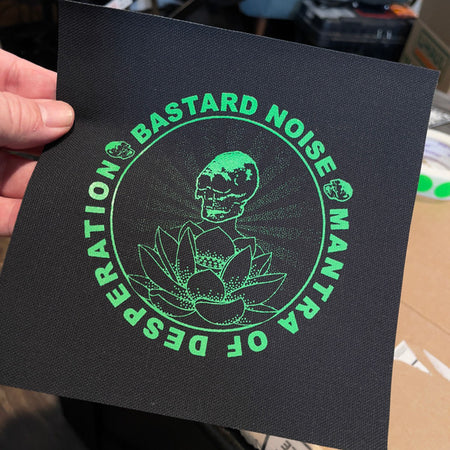 BASTARD NOISE
MANTRA OF DESPERATION